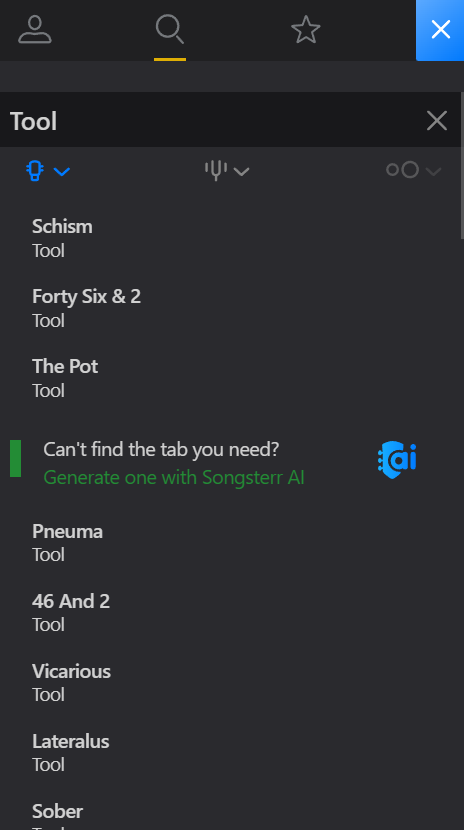 Tool
Schism
Tool
Forty Six & 2
Tool
The Pot
Tool
Can't find the tab you need?
Generate one with Songsterr AI
ai
Pneuma
Tool
46 And 2
Tool
Vicarious
Tool
Lateralus
Tool
Sober